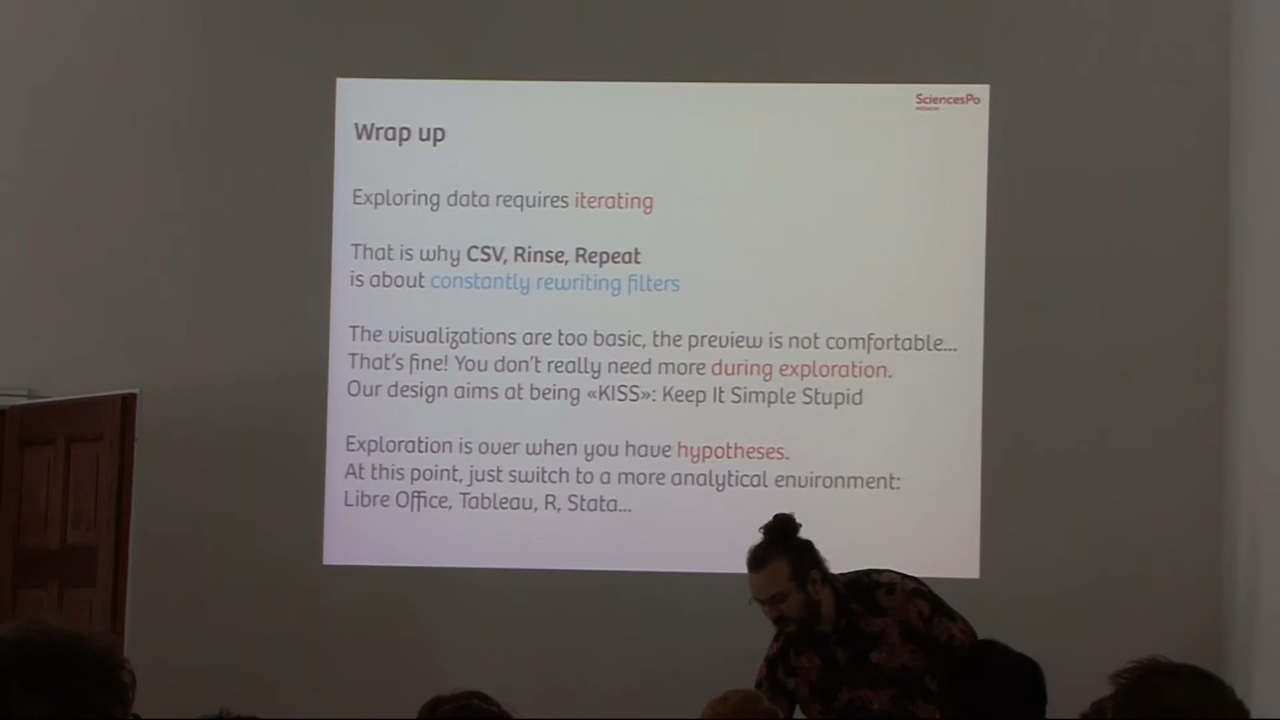 SciencesPo
Wrap up
Exploring data requires iterating
That is why CSV, Rinse, Repeat
is about constantly rewriting filters
The visualizations are too basic, the preview is not comfortable...
That's fine! You don't really need more during exploration.
Our design aims at being «KISS»: Keep It Simple Stupid
Exploration is over when you have hypotheses.
At this point, just switch to a more analytical environment:
Libre Office, Tableau, R, Stata...